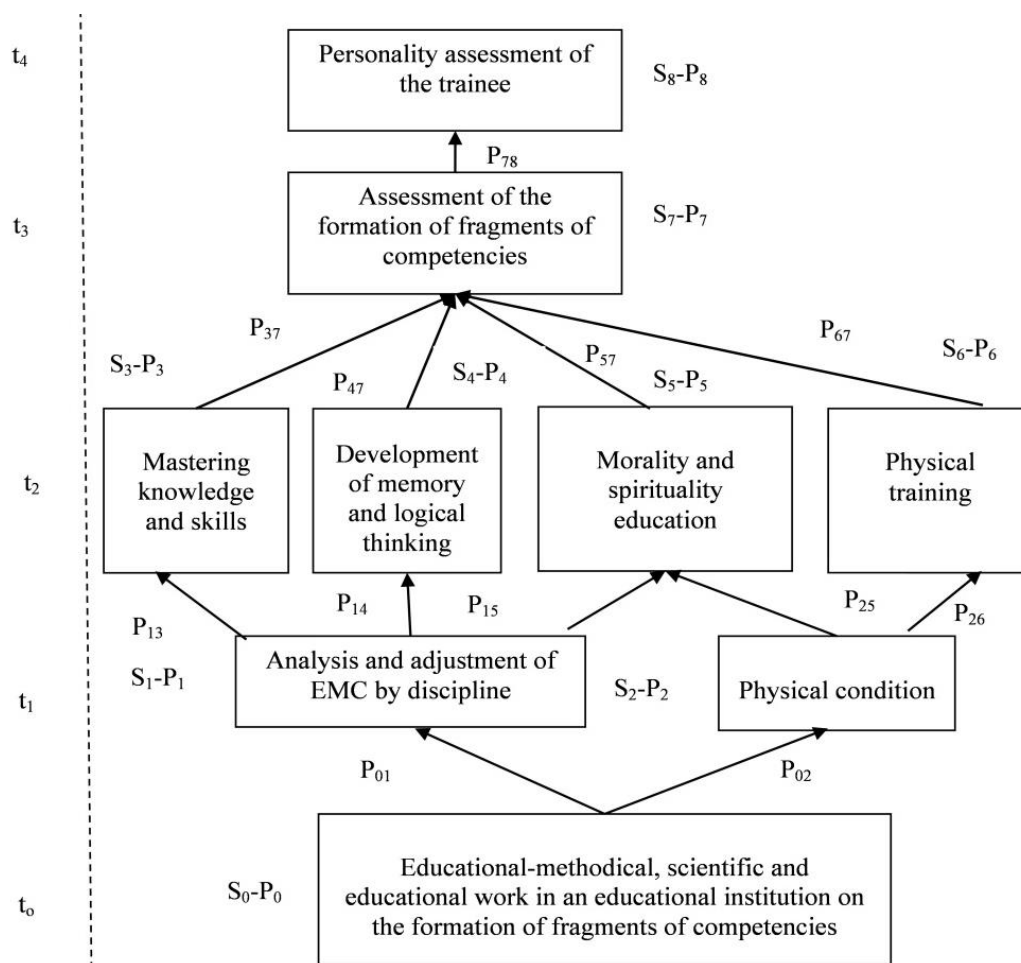 t₄
Personality assessment of
the trainee
S₈-P₈
P₇₈
t₃
Assessment of the
formation of fragments of
competencies
S₇-P₇
P₃₇
P₆₇
S₃-P₃
P₄₇
S₄-P₄
P₅₇
S₅-P₅
S₆-P₆
t₂
Mastering
knowledge
and skills
Development
of memory
and logical
thinking
Morality and
spirituality
education
Physical
training
P₁₃
P₁₄
P₁₅
P₂₅
P₂₆
t₁
S₁-P₁
Analysis and adjustment of
EMC by discipline
S₂-P₂
Physical condition
P₀₁
P₀₂
tₒ
S₀-P₀
Educational-methodical, scientific and
educational work in an educational institution on
the formation of fragments of competencies